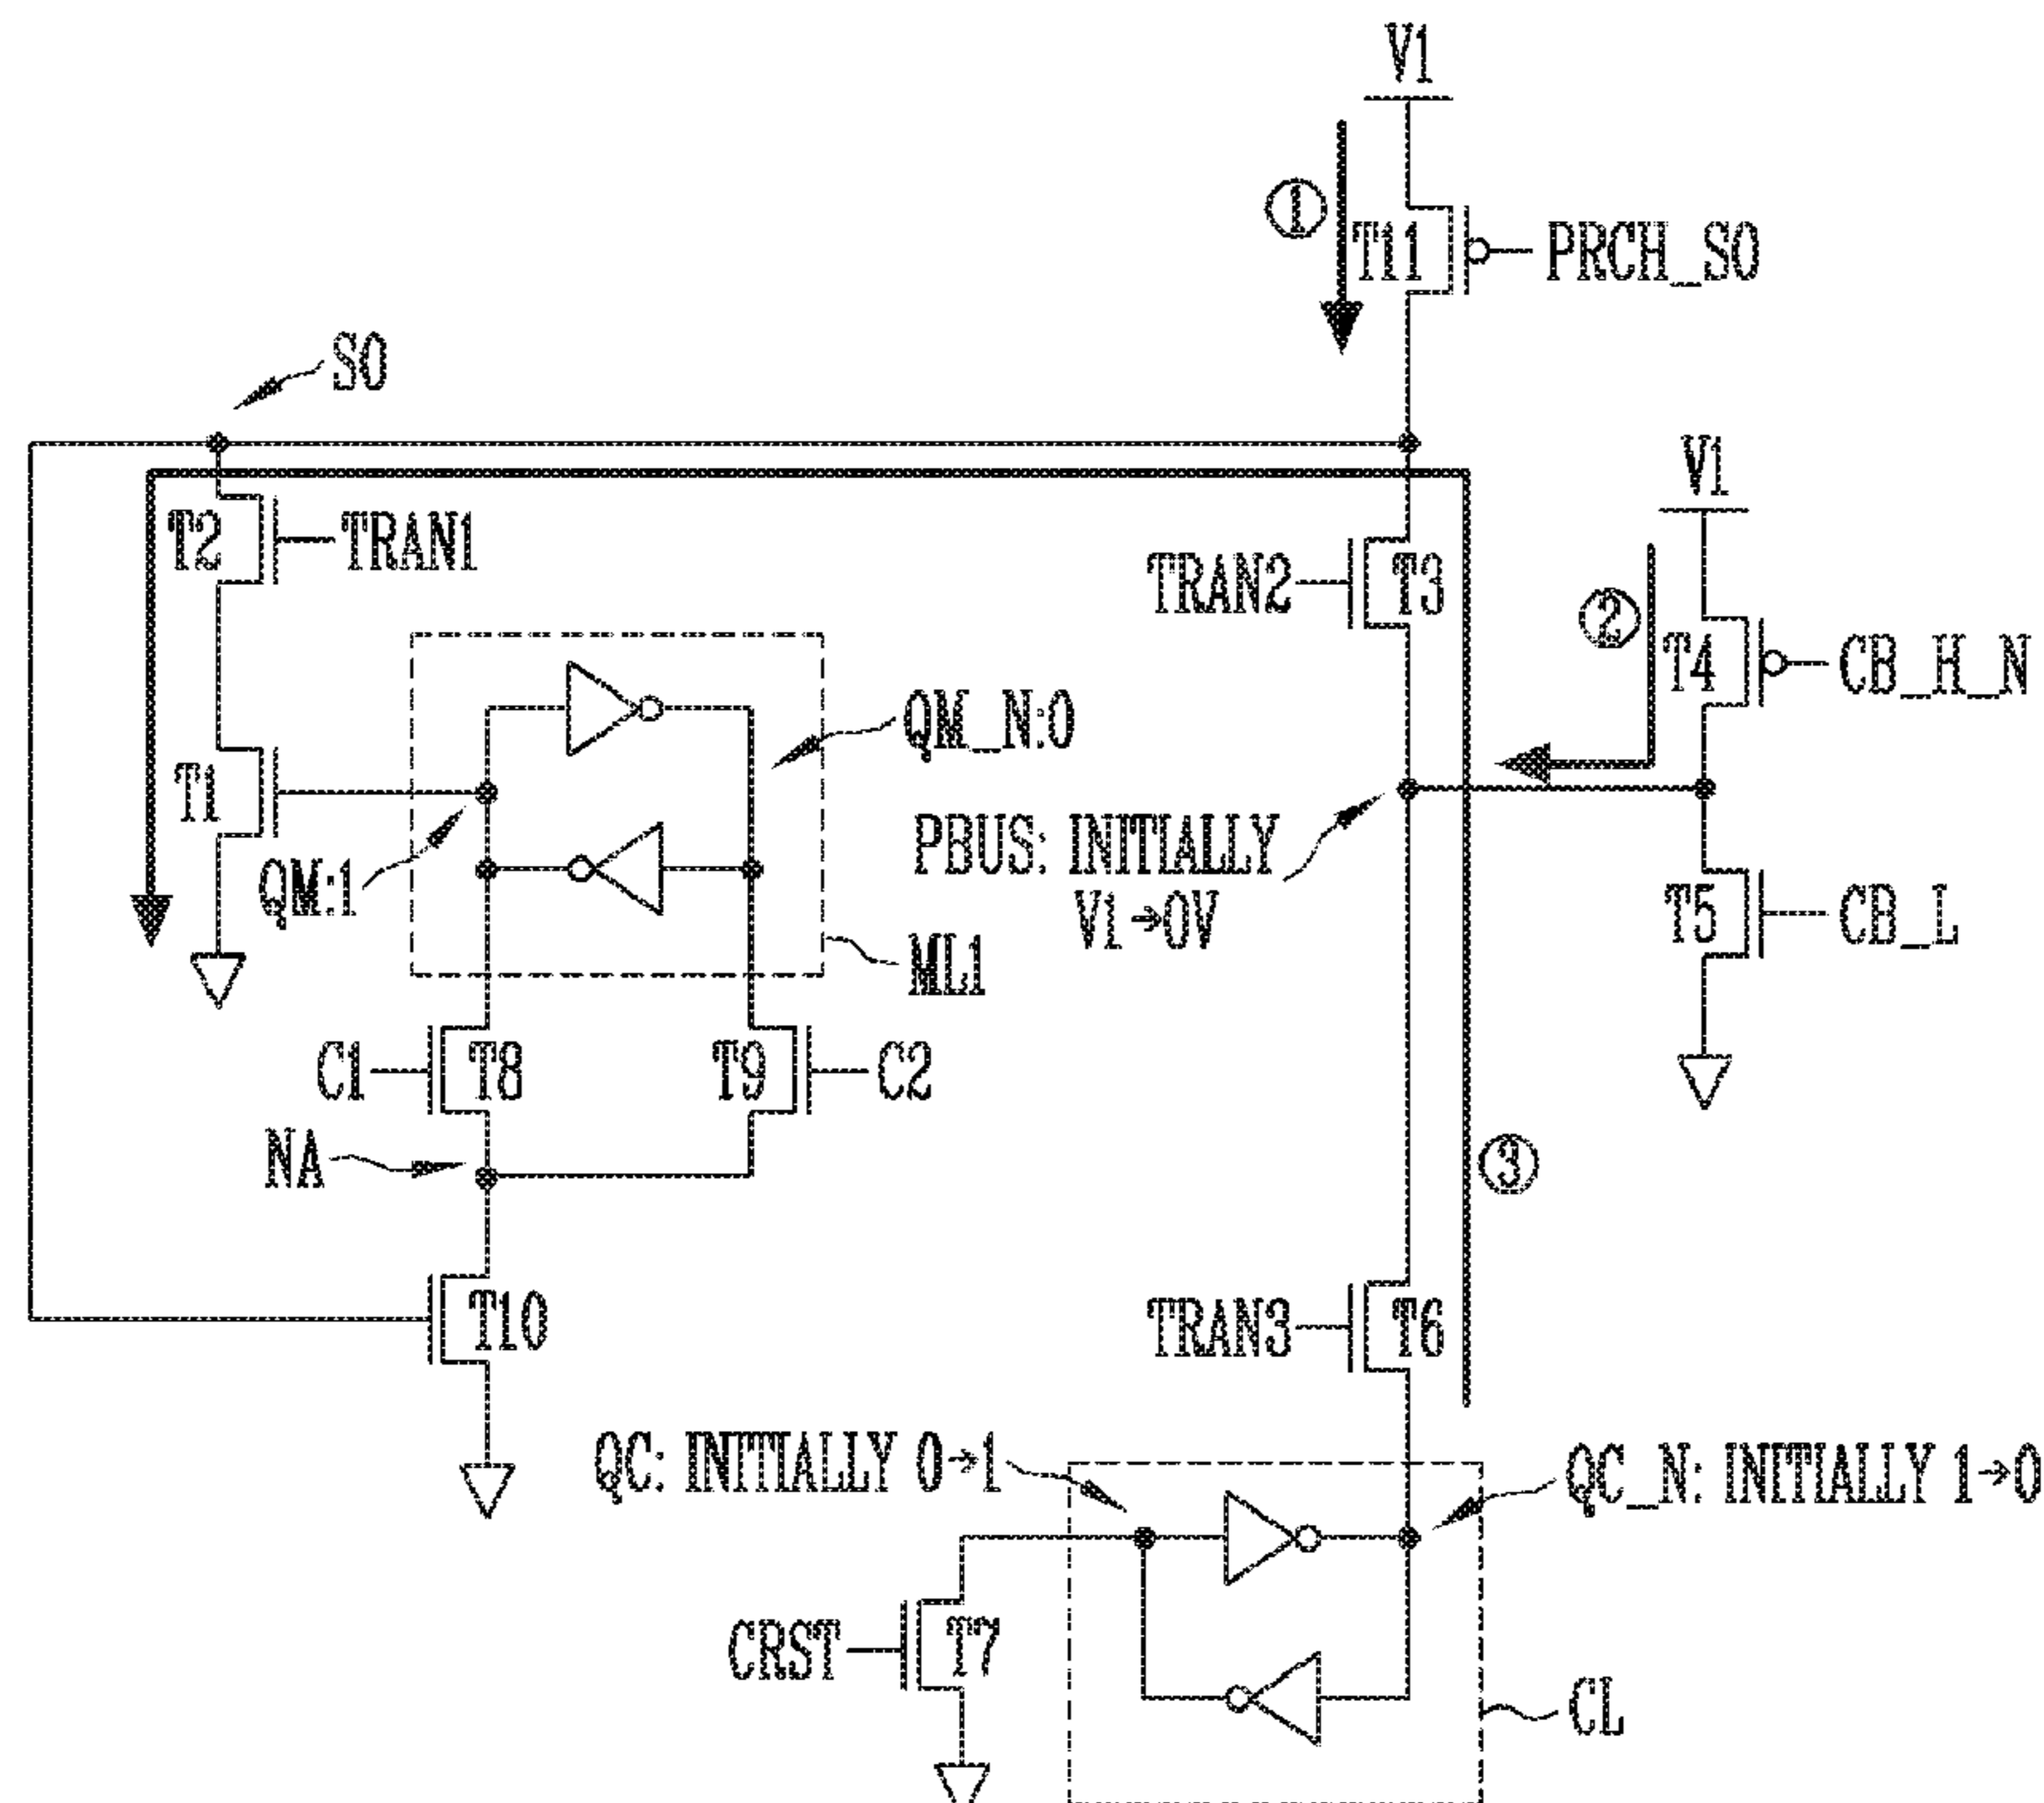 V1
①
T11
PRCH_SO
SO
V1
T2
TRAN1
TRAN2
T3
②
T4
CB_H_N
QM_N:0
T1
PBUS: INITIALLY
V1→0V
QM:1
T5
CB_L
ML1
C1
T8
T9
C2
NA
③
T10
TRAN3
T6
QC: INITIALLY 0→1
QC_N: INITIALLY 1→0
CRST
T7
CL